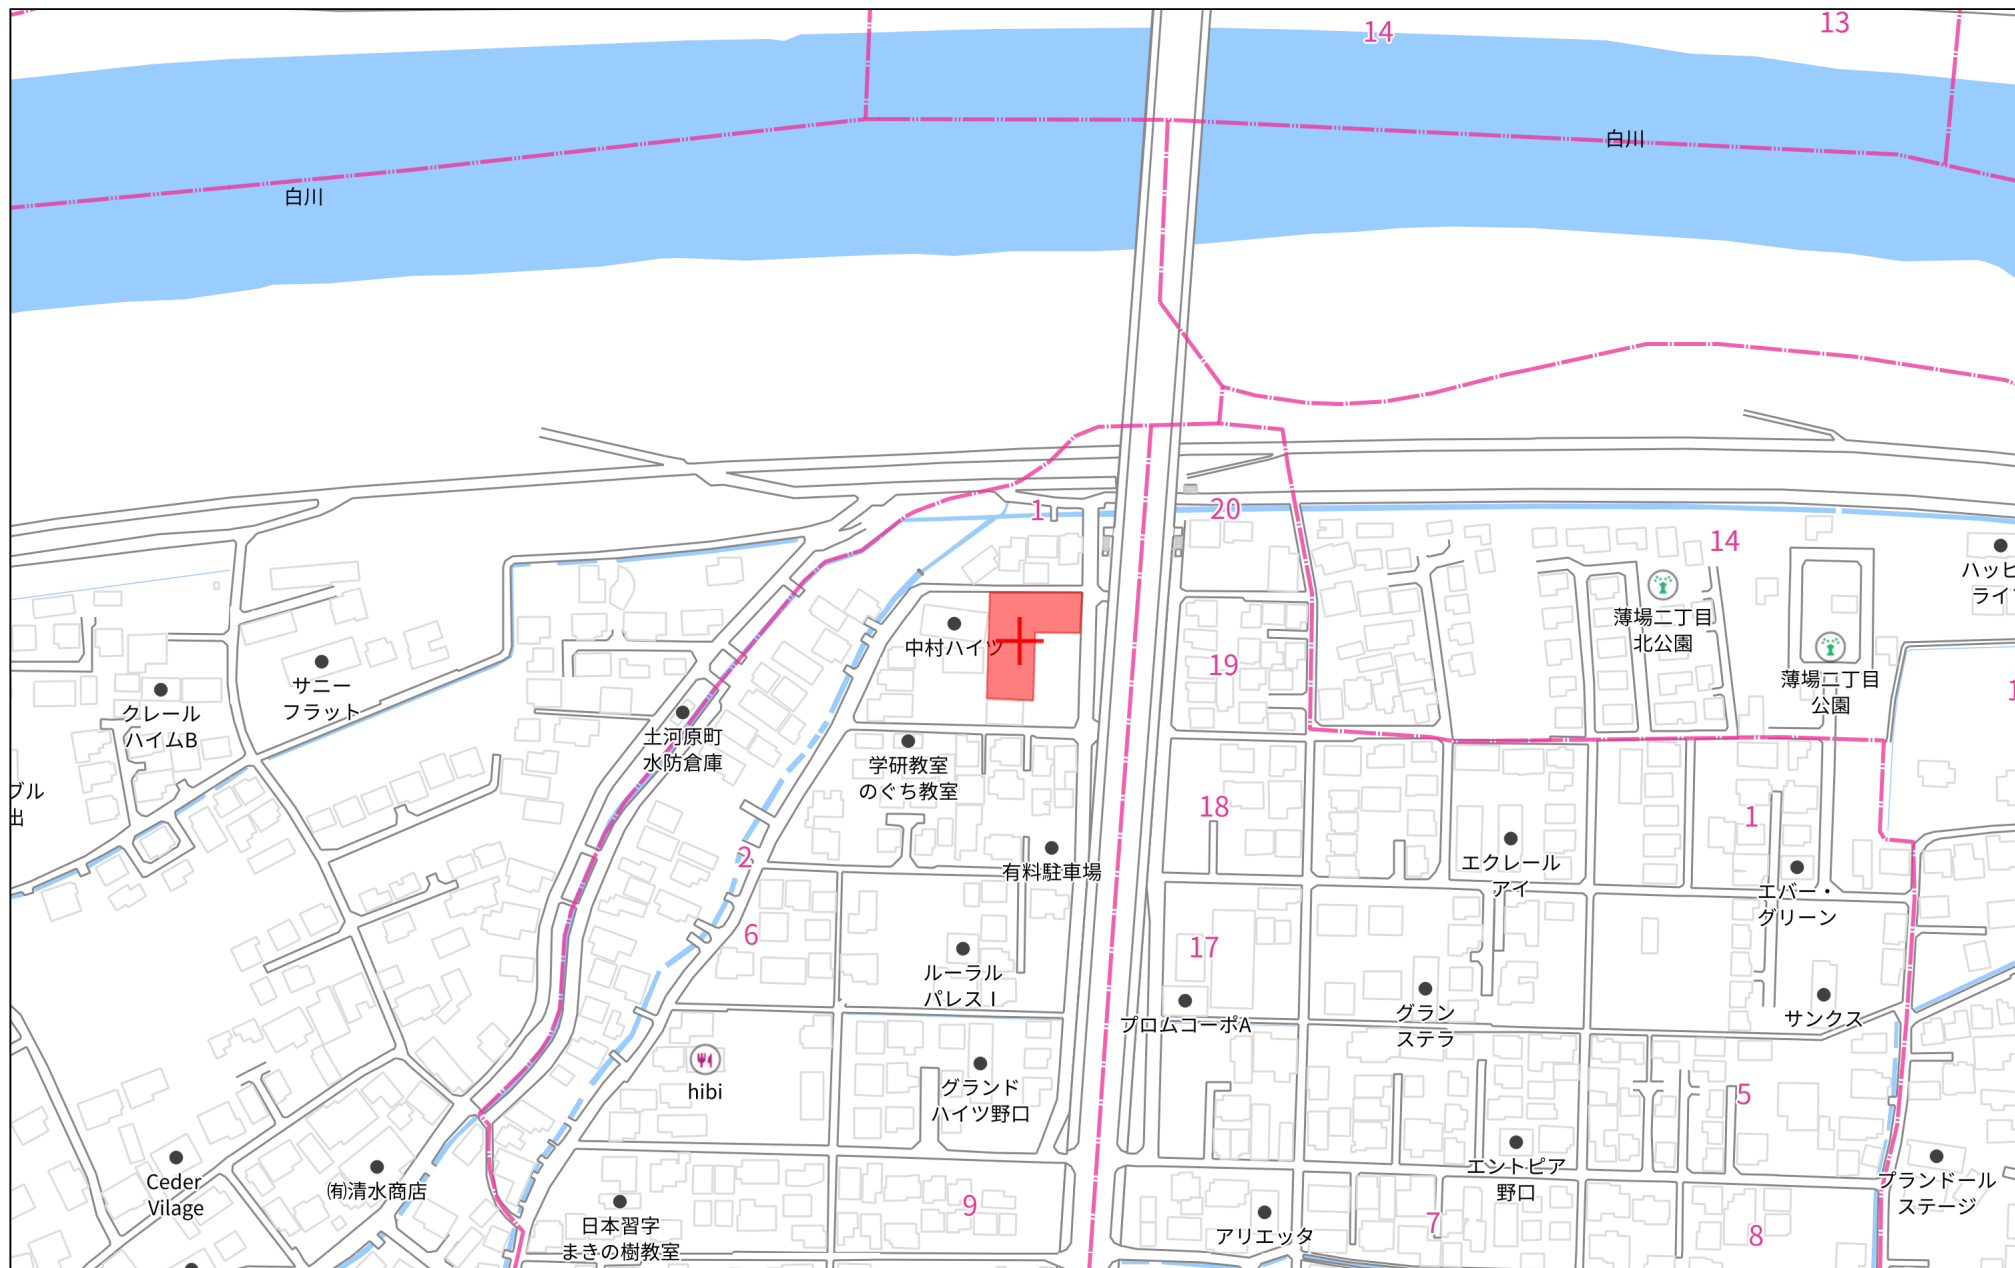 14
13
白川
白川
1
20
14
ハッピ
ライ
薄場二丁目
北公園
中村ハイツ
19
薄場二丁目
公園
サニー
フラット
クレール
ハイムB
土河原町
水防倉庫
学研教室
のぐち教室
ブル
出
18
1
2
有料駐車場
エクレール
アイ
エバー・
グリーン
6
17
ルーラル
パレスⅠ
プロムコーポA
グラン
ステラ
サンクス
hibi
グランド
ハイツ野口
5
Ceder
Vilage
㈲清水商店
エントピア
野口
プランドール
ステージ
日本習字
まきの樹教室
9
アリエッタ
7
8